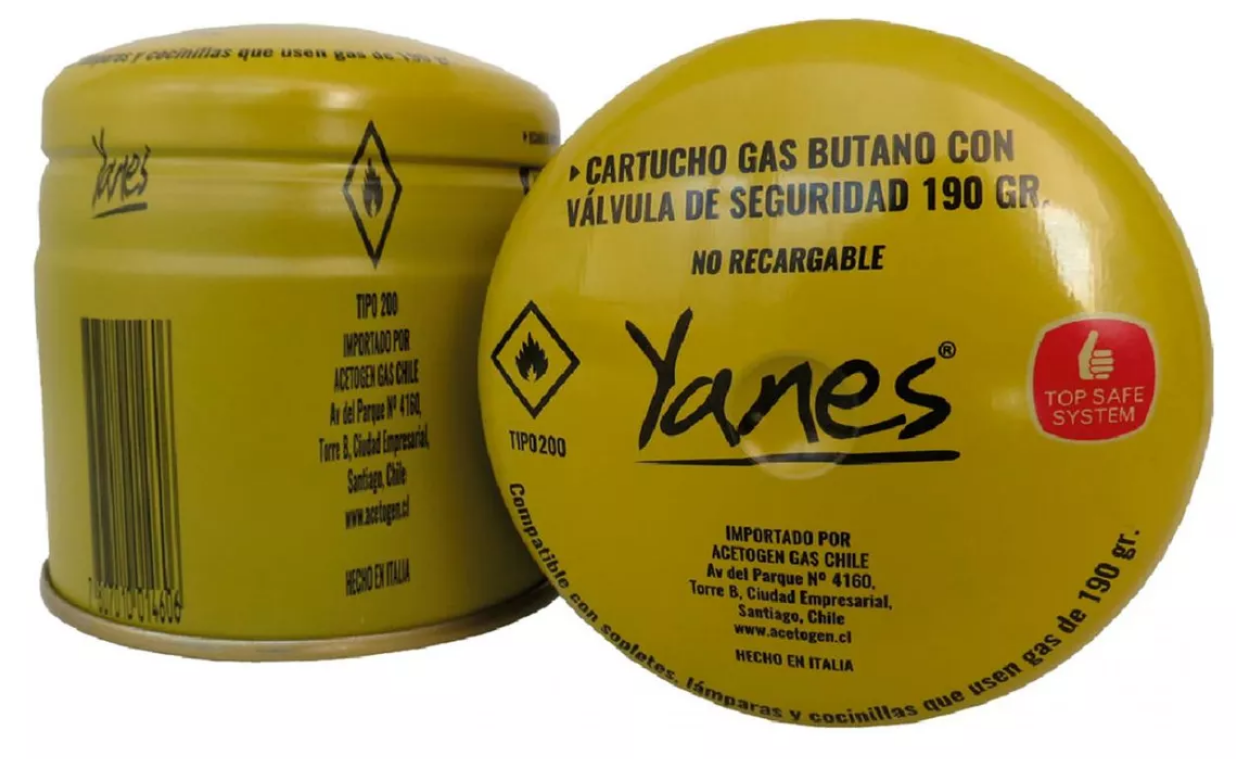 lámparas y cocinillas que usen gas de 190 gr
Yanes
TIPO 200
IMPORTADO POR
ACETOGEN GAS CHILE
Av del Parque Nº 4160,
Torre B, Ciudad Empresarial,
Santiago, Chile
www.acetogen.cl
HECHO EN ITALIA
▸CARTUCHO GAS BUTANO CON
VÁLVULA DE SEGURIDAD 190 GR.
NO RECARGABLE
Yanes®
TIPO200
TOP SAFE
SYSTEM
IMPORTADO POR
ACETOGEN GAS CHILE
Av del Parque Nº 4160,
Torre B, Ciudad Empresarial,
Santiago, Chile
www.acetogen.cl
HECHO EN ITALIA
Compatible con sopletes, lámparas y cocinillas que usen gas de 190 gr.